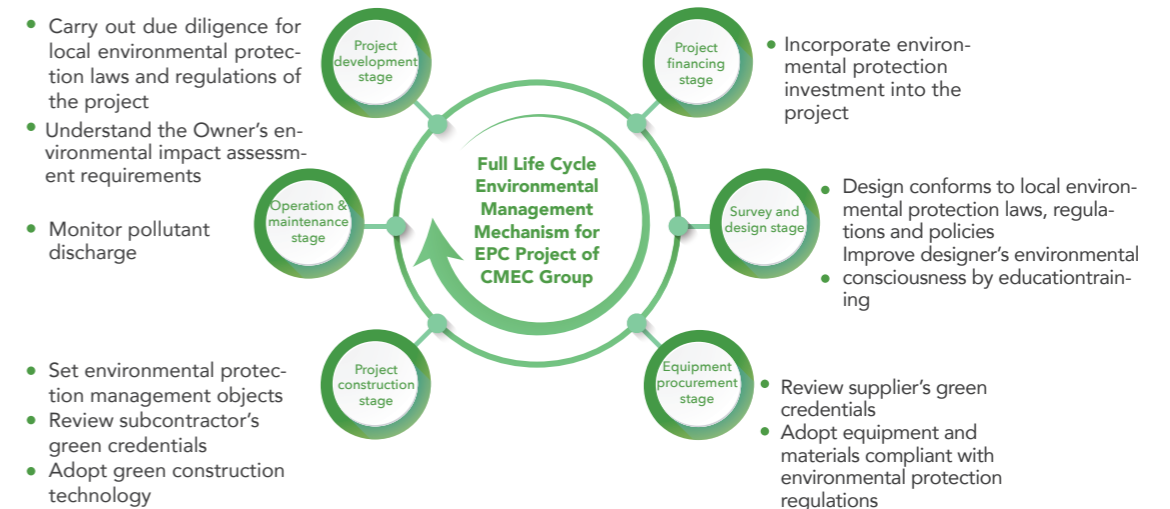 Carry out due diligence for
local environmental protec-
tion laws and regulations of
the project
Understand the Owner's en-
vironmental impact assessm-
ent requirements
Project
development
stage
Project
financing
stage
Incorporate environ-
mental protection
investment into the
project
Full Life Cycle
Environmental
Management
Mechanism for
EPC Project of
CMEC Group
Monitor pollutant
discharge
Operation &
maintenance
stage
Survey and
design stage
Design conforms to local environ-
mental protection laws, regula-
tions and policies
Improve designer's environmental
consciousness by educationtrain-
ing
Set environmental protec-
tion management objects
Review subcontractor's
green credentials
Adopt green construction
technology
Project
construction
stage
Equipment
procurement
stage
Review supplier's green
credentials
Adopt equipment and
materials compliant with
environmental protection
regulations